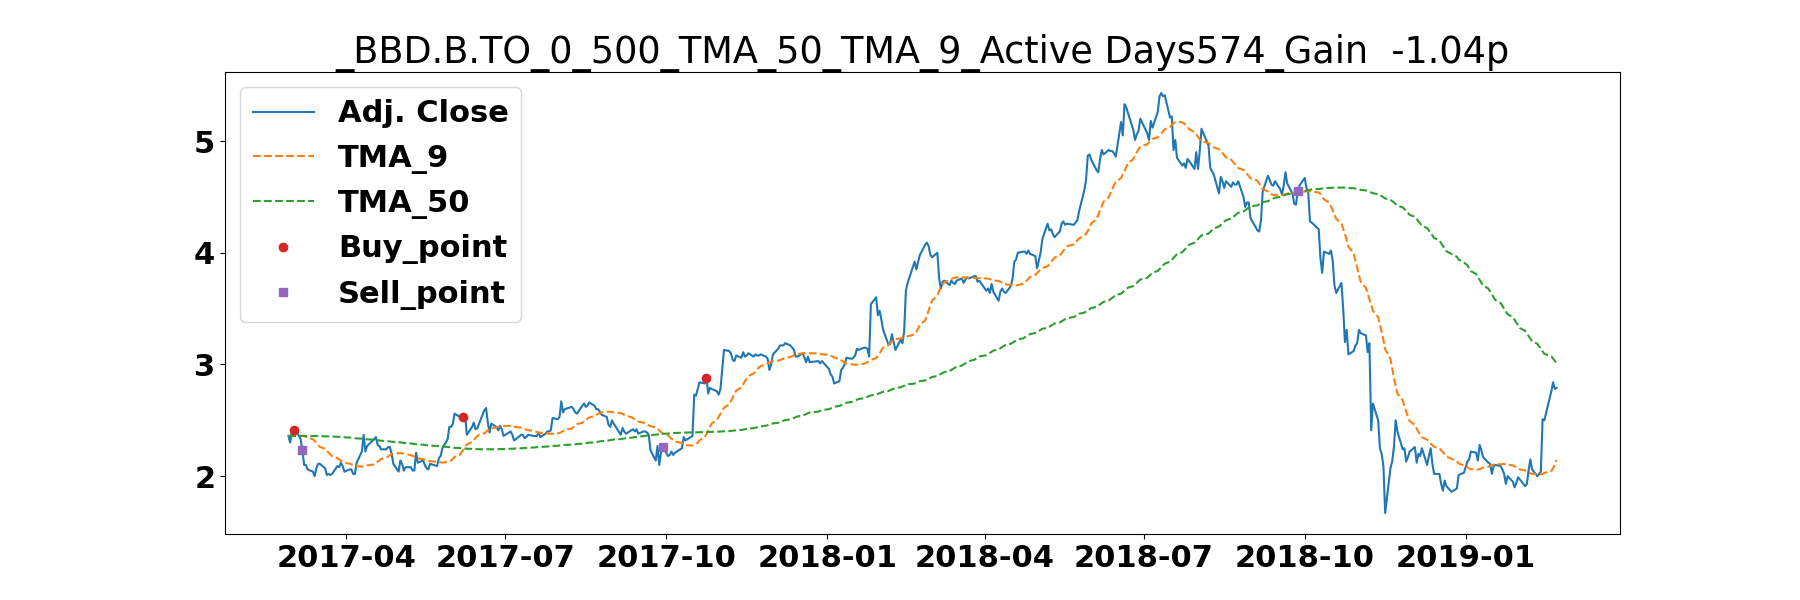 _BBD.B.TO_0_500_TMA_50_TMA_9_Active Days574_Gain  -1.04p
Adj. Close
TMA_9
TMA_50
Buy_point
Sell_point
5
4
3
2
2017-04 2017-07 2017-10 2018-01 2018-04 2018-07 2018-10 2019-01